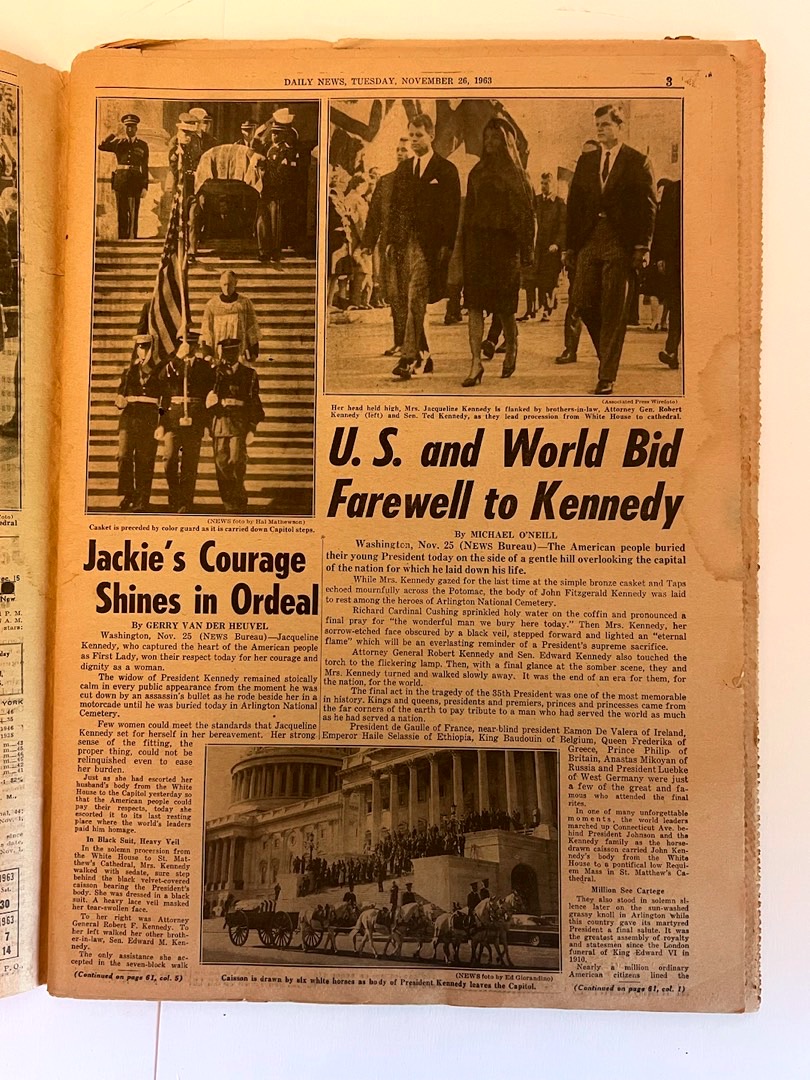 DAILY NEWS, TUESDAY, NOVEMBER 26, 1963
3
(NEWS foto by Hal Mathewson)
Casket is preceded by color guard as it is carried down Capitol steps.
(Associated Press Wirefoto)
Her head held high, Mrs. Jacqueline Kennedy is flanked by brothers-in-law, Attorney Gen. Robert
Kennedy (left) and Sen. Ted Kennedy, as they lead procession from White House to cathedral.
Jackie's Courage
Shines in Ordeal
By GERRY VAN DER HEUVEL
Washington, Nov. 25 (News Bureau)—Jacqueline
Kennedy, who captured the heart of the American people
as First Lady, won their respect today for her courage and
dignity as a woman.
The widow of President Kennedy remained stoically
calm in every public appearance from the moment he was
cut down by an assassin's bullet as he rode beside her in a
motorcade until he was buried today in Arlington National
Cemetery.
Few women could meet the standards that Jacqueline
Kennedy set for herself in her bereavement. Her strong
sense of the fitting, the
proper thing, could not be
relinquished even to ease
her burden.
Just as she had escorted her
husband's body from the White
House to the Capitol yesterday so
that the American people could
pay their respects, today she
escorted it to its last resting
place where the world's leaders
paid him homage.
In Black Suit, Heavy Veil
In the solemn procession from
the White House to St. Mat-
thew's Cathedral, Mrs. Kennedy
walked with sedate, sure step
behind the black velvet-covered
caisson bearing the President's
body. She was dressed in a black
suit. A heavy lace veil masked
her tear-swollen face.
To her right was Attorney
General Robert F. Kennedy. To
her left walked her other broth-
er-in-law, Sen. Edward M. Ken-
nedy.
The only assistance she ac-
cepted in the seven-block walk
(Continued on page 61, col. 5)
U. S. and World Bid
Farewell to Kennedy
By MICHAEL O'NEILL
Washington, Nov. 25 (News Bureau)—The American people buried
their young President today on the side of a gentle hill overlooking the capital
of the nation for which he laid down his life.
While Mrs. Kennedy gazed for the last time at the simple bronze casket and Taps
echoed mournfully across the Potomac, the body of John Fitzgerald Kennedy was laid
to rest among the heroes of Arlington National Cemetery.
Richard Cardinal Cushing sprinkled holy water on the coffin and pronounced a
final pray for "the wonderful man we bury here today." Then Mrs. Kennedy, her
sorrow-etched face obscured by a black veil, stepped forward and lighted an "eternal
flame" which will be an everlasting reminder of a President's supreme sacrifice.
Attorney General Robert Kennedy and Sen. Edward Kennedy also touched the
torch to the flickering lamp. Then, with a final glance at the somber scene, they and
Mrs. Kennedy turned and walked slowly away. It was the end of an era for them, for
the nation, for the world.
The final act in the tragedy of the 35th President was one of the most memorable
in history. Kings and queens, presidents and premiers, princes and princesses came from
the far corners of the earth to pay tribute to a man who had served the world as much
as he had served a nation.
President de Gaulle of France, near-blind president Eamon De Valera of Ireland,
Emperor Haile Selassie of Ethiopia, King Baudouin of Belgium, Queen Frederika of
Greece, Prince Philip of
Britain, Anastas Mikoyan of
Russia and President Luebke
of West Germany were just
a few of the great and fa-
mous who attended the final
rites.
In one of many unforgettable
moments, the world leaders
marched up Connecticut Ave. be-
hind President Johnson and the
Kennedy family as the horse-
drawn caisson carried John Ken-
nedy's body from the White
House to a pontifical low Requi-
em Mass in St. Matthew's Ca-
thedral.
Million See Cortege
They also stood in solemn si-
lence later on the sun-washed
grassy knoll in Arlington while
this country gave its martyred
President a final salute. It was
the greatest assembly of royalty
and statesmen since the London
funeral of King Edward VI in
1910.
Nearly a million ordinary
American citizens lined the
(Continued on page 61, col. 1)
(NEWS foto by Ed Giorandino)
Caisson is drawn by six white horses as body of President Kennedy leaves the Capitol.